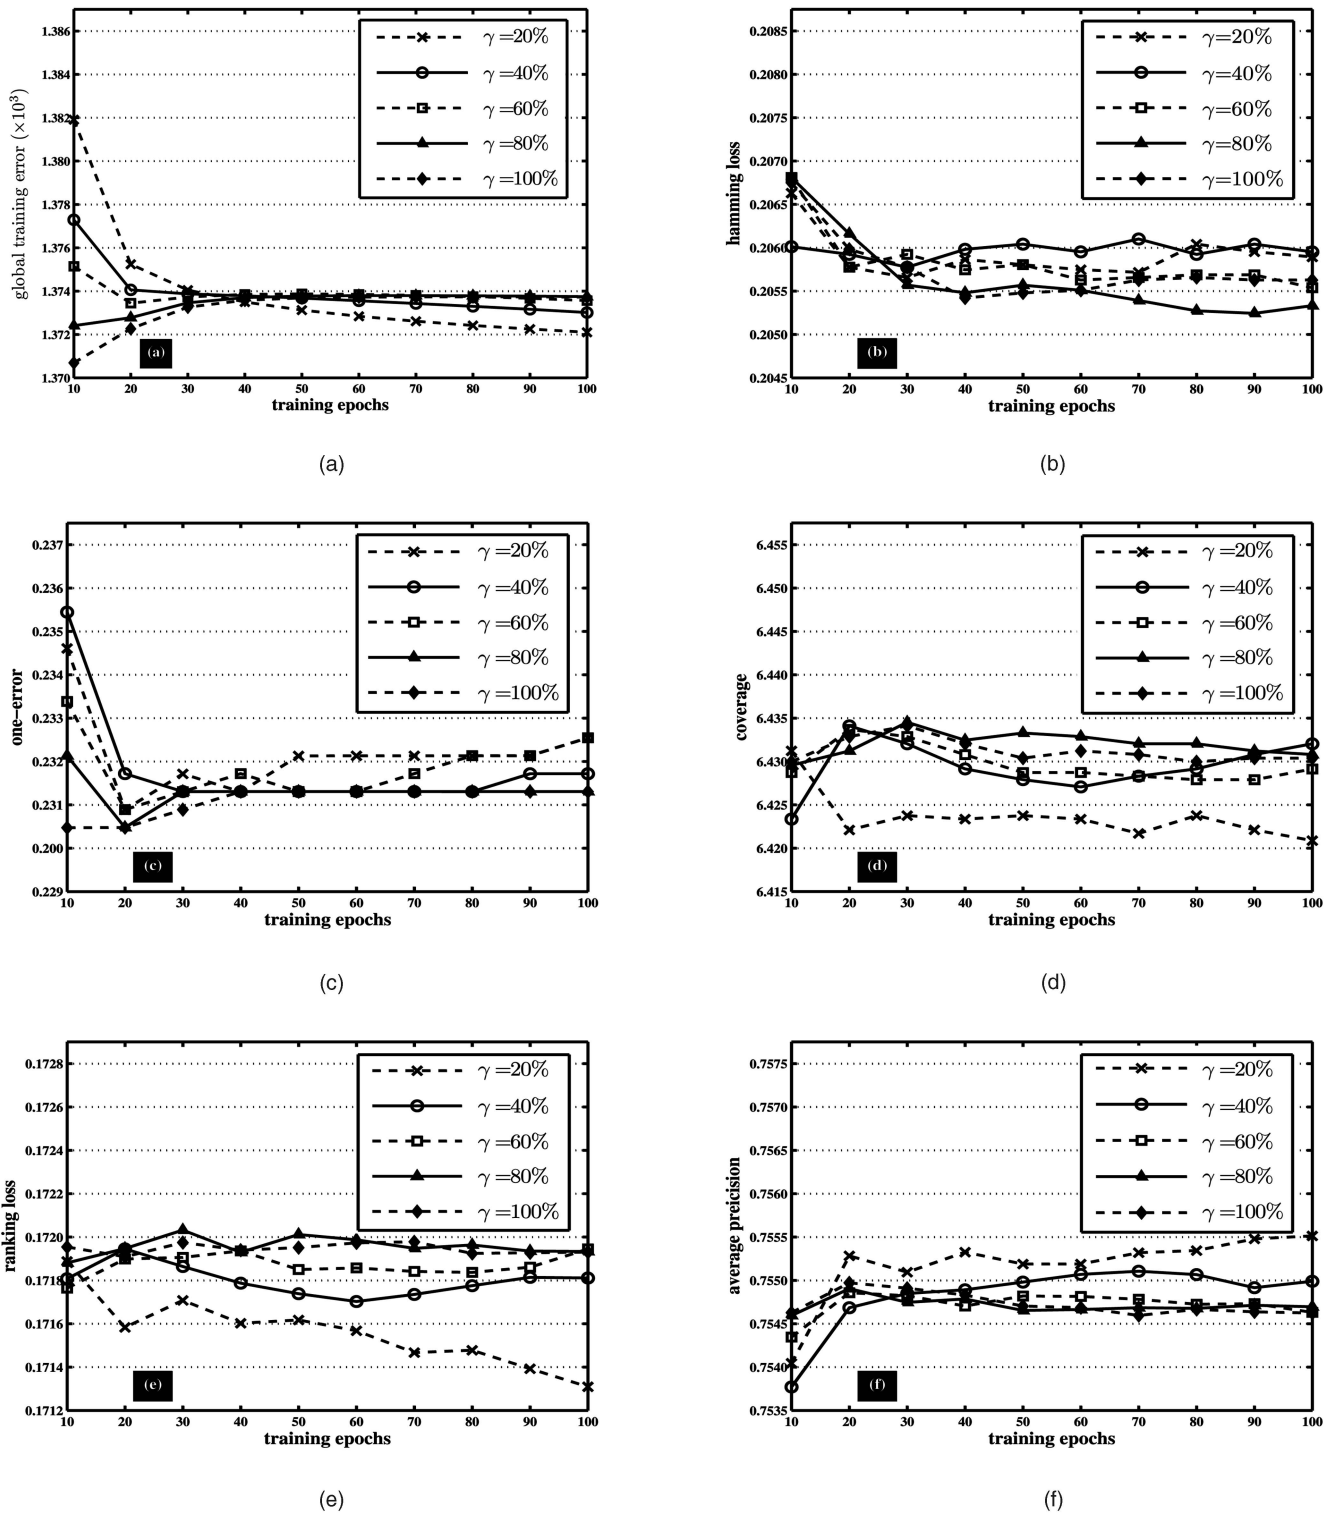 1.386
1.384
1.382
1.380
1.378
1.376
1.374
1.372
1.370
global training error (×10³)
γ=20%
γ=40%
γ=60%
γ=80%
γ=100%
(a)
10 20 30 40 50 60 70 80 90 100
training epochs
(a)
0.2085
0.2080
0.2075
0.2070
0.2065
0.2060
0.2055
0.2050
0.2045
hamming loss
γ=20%
γ=40%
γ=60%
γ=80%
γ=100%
(b)
10 20 30 40 50 60 70 80 90 100
training epochs
(b)
0.237
0.236
0.235
0.234
0.233
0.232
0.231
0.200
0.229
one-error
γ=20%
γ=40%
γ=60%
γ=80%
γ=100%
(c)
10 20 30 40 50 60 70 80 90 100
training epochs
(c)
6.455
6.450
6.445
6.440
6.435
6.430
6.425
6.420
6.415
coverage
γ=20%
γ=40%
γ=60%
γ=80%
γ=100%
(d)
10 20 30 40 50 60 70 80 90 100
training epochs
(d)
0.1728
0.1726
0.1724
0.1722
0.1720
0.1718
0.1716
0.1714
0.1712
ranking loss
γ=20%
γ=40%
γ=60%
γ=80%
γ=100%
(e)
10 20 30 40 50 60 70 80 90 100
training epochs
(e)
0.7575
0.7570
0.7565
0.7560
0.7555
0.7550
0.7545
0.7540
0.7535
average preicision
γ=20%
γ=40%
γ=60%
γ=80%
γ=100%
(f)
10 20 30 40 50 60 70 80 90 100
training epochs
(f)